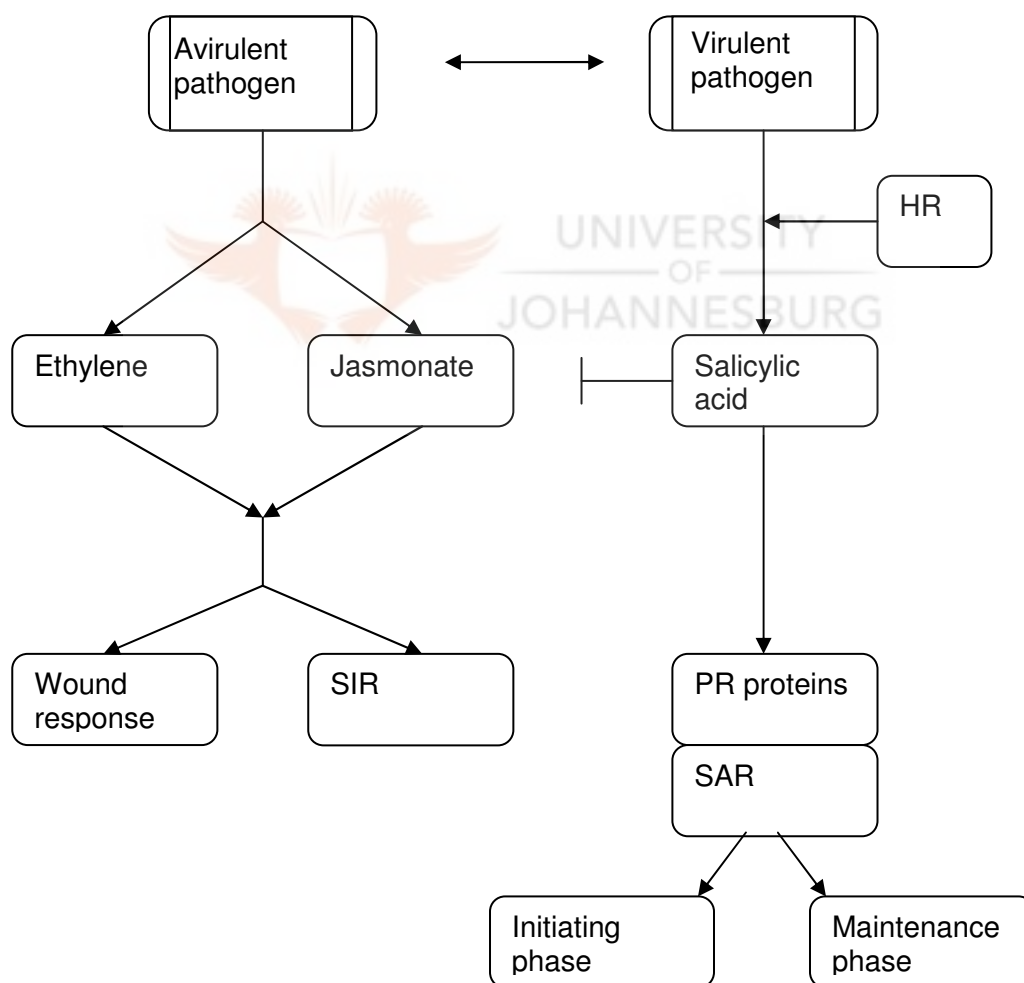 Avirulent
pathogen
Virulent
pathogen
HR
UNIVERSITY
OF
JOHANNESBURG
Ethylene
Jasmonate
Salicylic
acid
Wound
response
SIR
PR proteins
SAR
Initiating
phase
Maintenance
phase